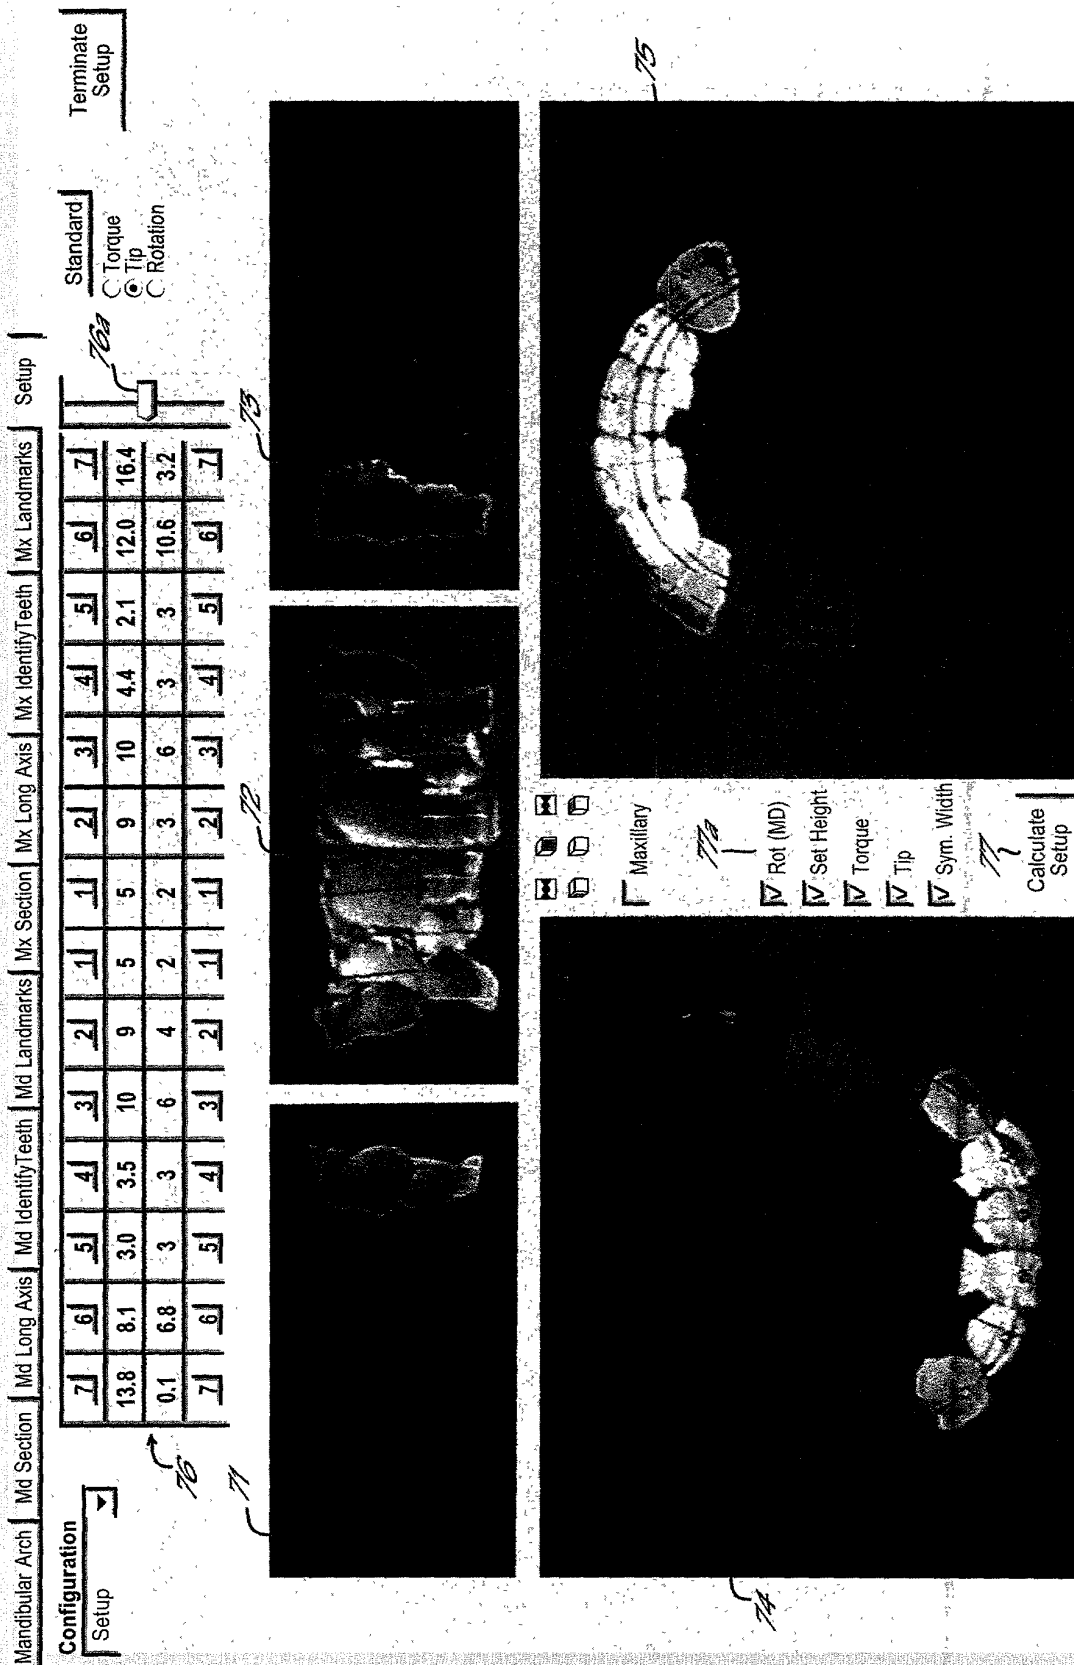 Mandibular Arch Md Section Md Long Axis Md IdentifyTeeth Md Landmarks Mx Section Mx Long Axis Mx IdentifyTeeth Mx Landmarks Setup
Configuration
Setup
7 6 5 4 3 2 1 1 2 3 4 5 6 7
13.8 8.1 3.0 3.5 10 9 5 5 9 10 4.4 2.1 12.0 16.4
0.1 6.8 3 3 6 4 2 2 3 6 3 3 10.6 3.2
7 6 5 4 3 2 1 1 2 3 4 5 6 7
76
76a
Standard
Torque
Tip
Rotation
Terminate
Setup
71
72
73
74
Maxillary
77a
Rot (MD)
Set Height
Torque
Tip
Sym. Width
77
Calculate
Setup
75